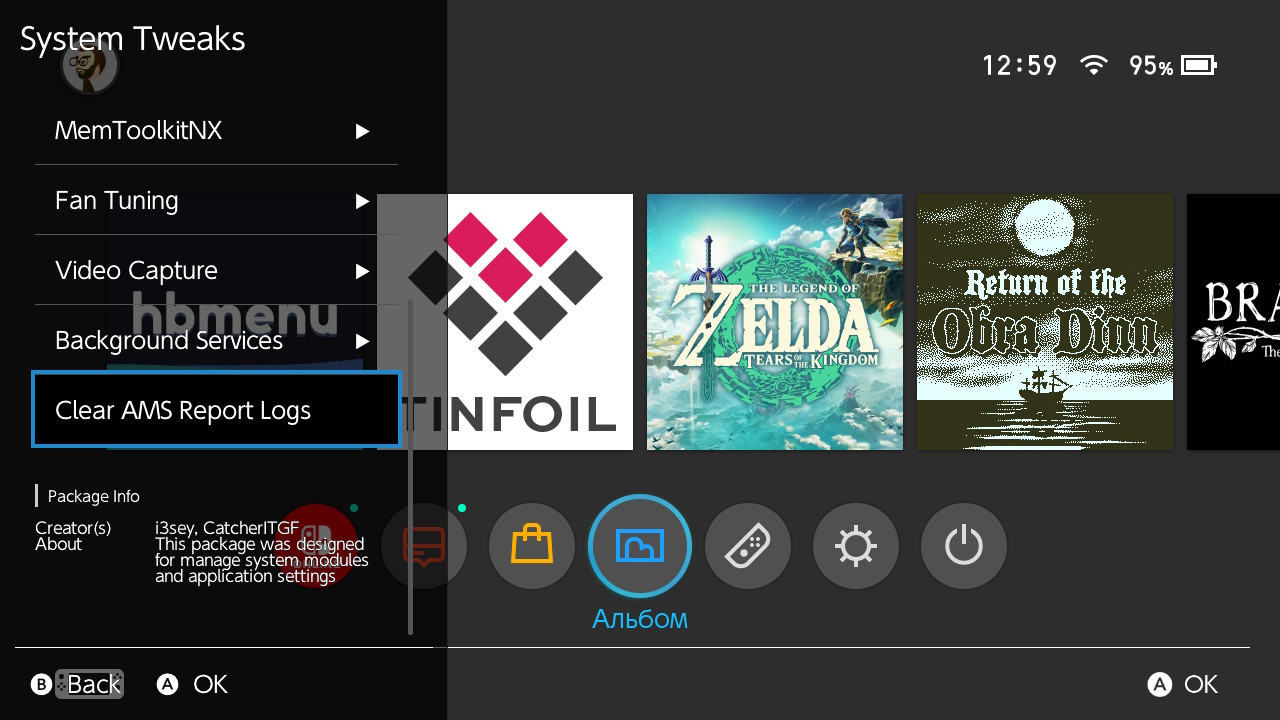 System Tweaks
12:59
95%
MemToolkitNX
Fan Tuning
Video Capture
hbmenu
Background Services
Clear AMS Report Logs
TINFOIL
THE LEGEND OF
ZELDA
TEARS OF THE KINGDOM
Return of the
Obra Dinn
BRA
The
Package Info
Creator(s) i3sey, CatcherITGF
About This package was designed
for manage system modules
and application settings
Альбом
B Back A OK
A OK